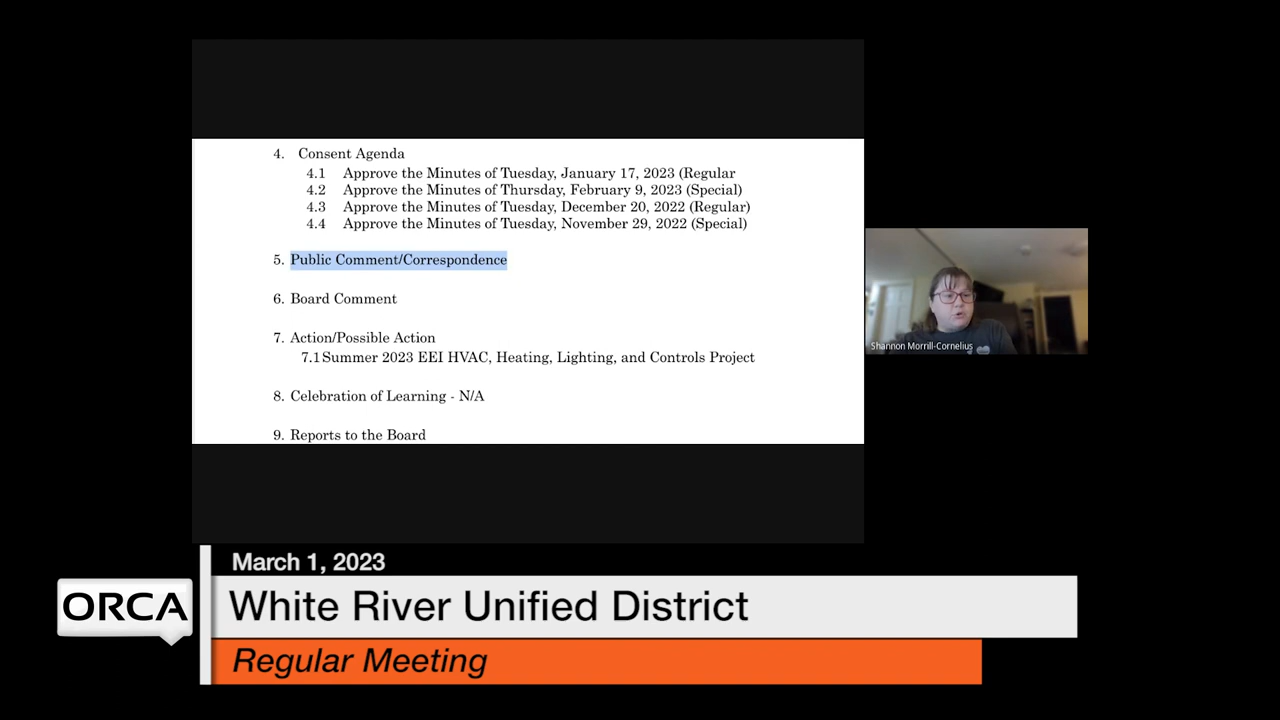 4. Consent Agenda
4.1 Approve the Minutes of Tuesday, January 17, 2023 (Regular
4.2 Approve the Minutes of Thursday, February 9, 2023 (Special)
4.3 Approve the Minutes of Tuesday, December 20, 2022 (Regular)
4.4 Approve the Minutes of Tuesday, November 29, 2022 (Special)
5. Public Comment/Correspondence
6. Board Comment
7. Action/Possible Action
7.1 Summer 2023 EEI HVAC, Heating, Lighting, and Controls Project
8. Celebration of Learning - N/A
9. Reports to the Board
Shannon Morrill-Cornelius
March 1, 2023
ORCA
White River Unified District
Regular Meeting